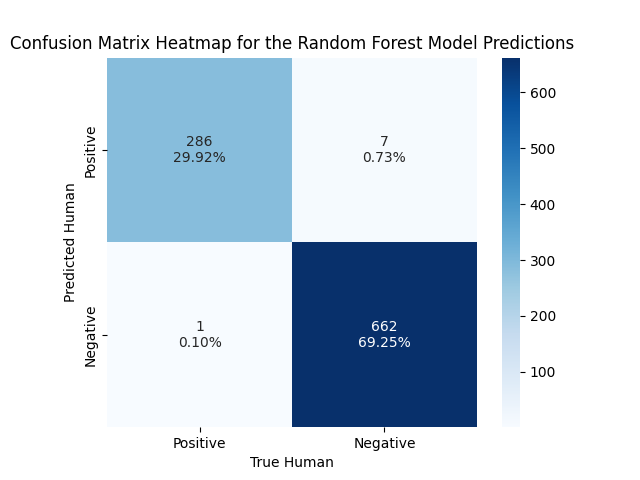 Confusion Matrix Heatmap for the Random Forest Model Predictions
Predicted Human
Positive
Negative
286
29.92%
7
0.73%
1
0.10%
662
69.25%
Positive
Negative
True Human
600
500
400
300
200
100